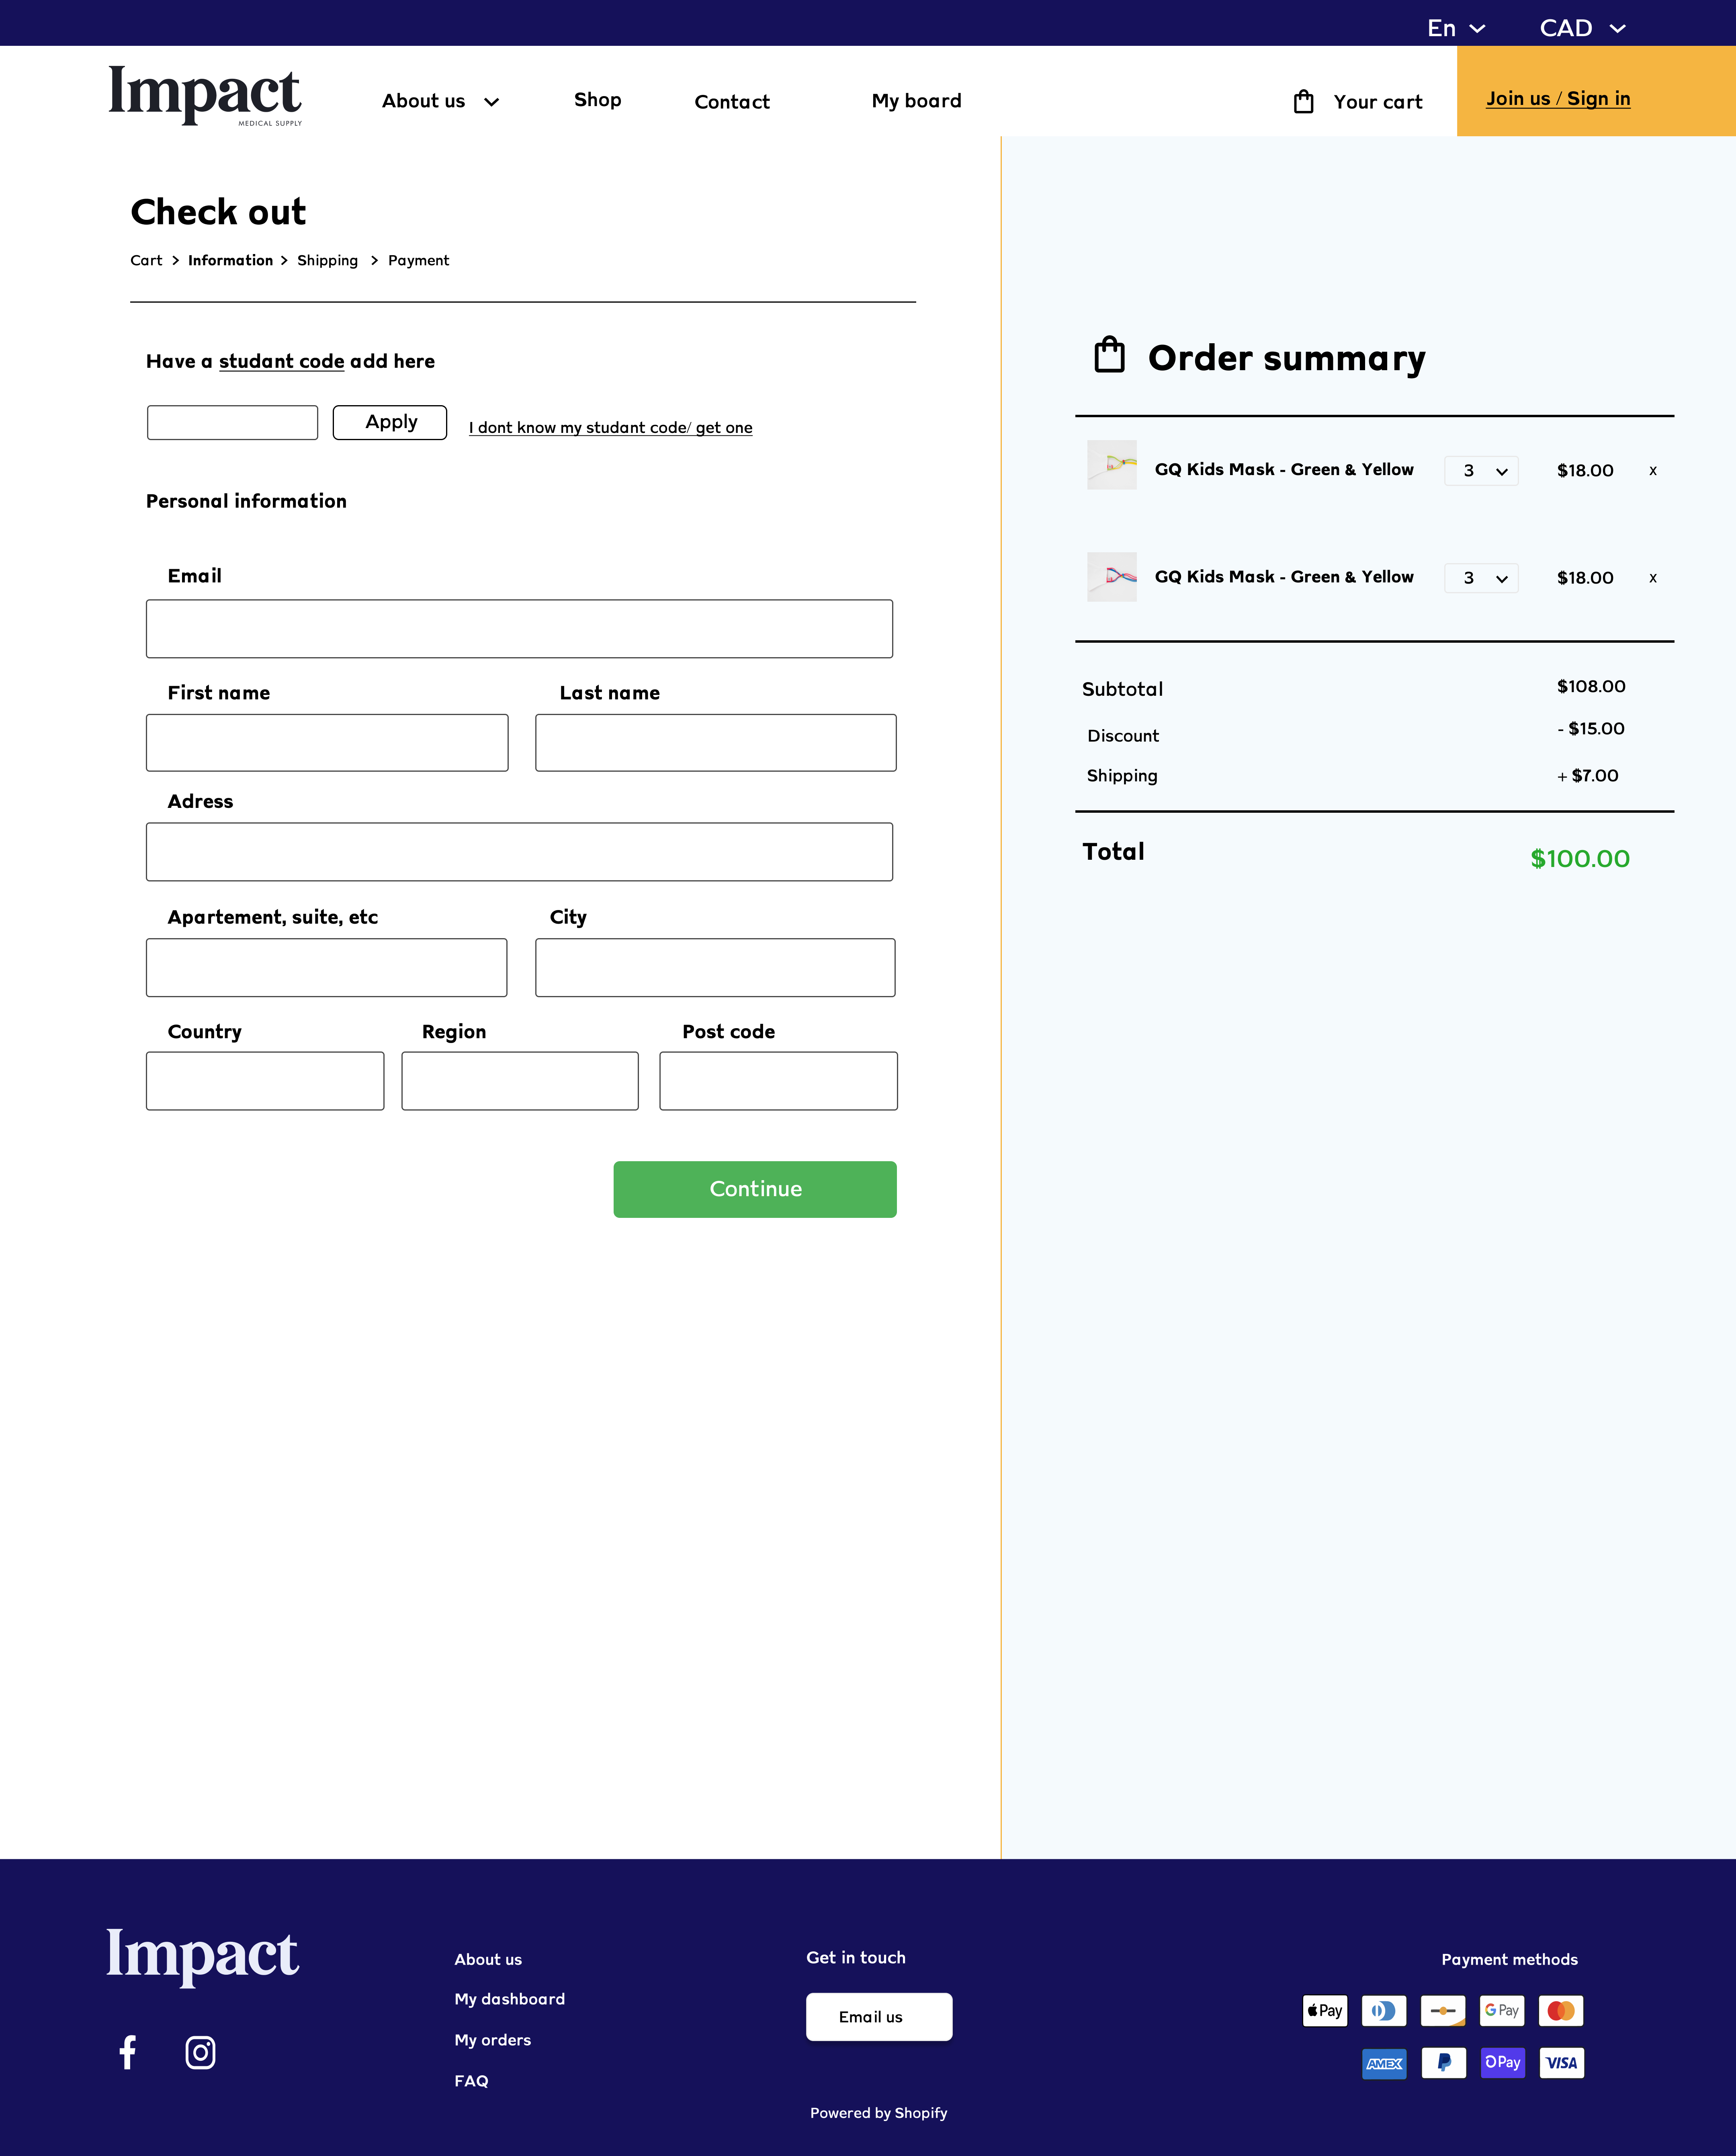 En CAD
Impact
MEDICAL SUPPLY
About us Shop Contact My board Your cart Join us / Sign in
Check out
Cart > Information > Shipping > Payment
Have a studant code add here
Apply I dont know my studant code/ get one
Personal information
Email
First name Last name
Adress
Apartement, suite, etc City
Country Region Post code
Continue
Order summary
GQ Kids Mask - Green & Yellow 3 $18.00 x
GQ Kids Mask - Green & Yellow 3 $18.00 x
Subtotal $108.00
Discount - $15.00
Shipping + $7.00
Total $100.00
Impact
About us
My dashboard
My orders
FAQ
Get in touch
Email us
Powered by Shopify
Payment methods
Pay G Pay
AMEX P Pay VISA